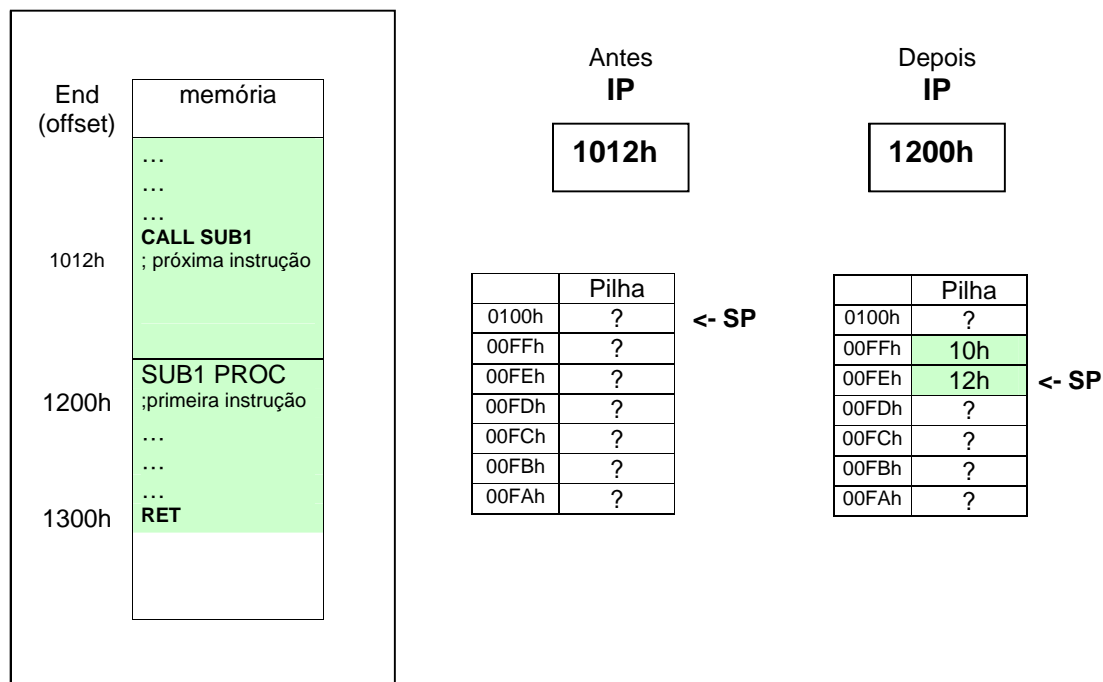 End
(offset)
memória
...
...
...
CALL SUB1
1012h
; próxima instrução
SUB1 PROC
1200h
;primeira instrução
...
...
...
1300h
RET
Antes
IP
1012h
Pilha
0100h ? <- SP
00FFh ?
00FEh ?
00FDh ?
00FCh ?
00FBh ?
00FAh ?
Depois
IP
1200h
Pilha
0100h ?
00FFh 10h
00FEh 12h <- SP
00FDh ?
00FCh ?
00FBh ?
00FAh ?